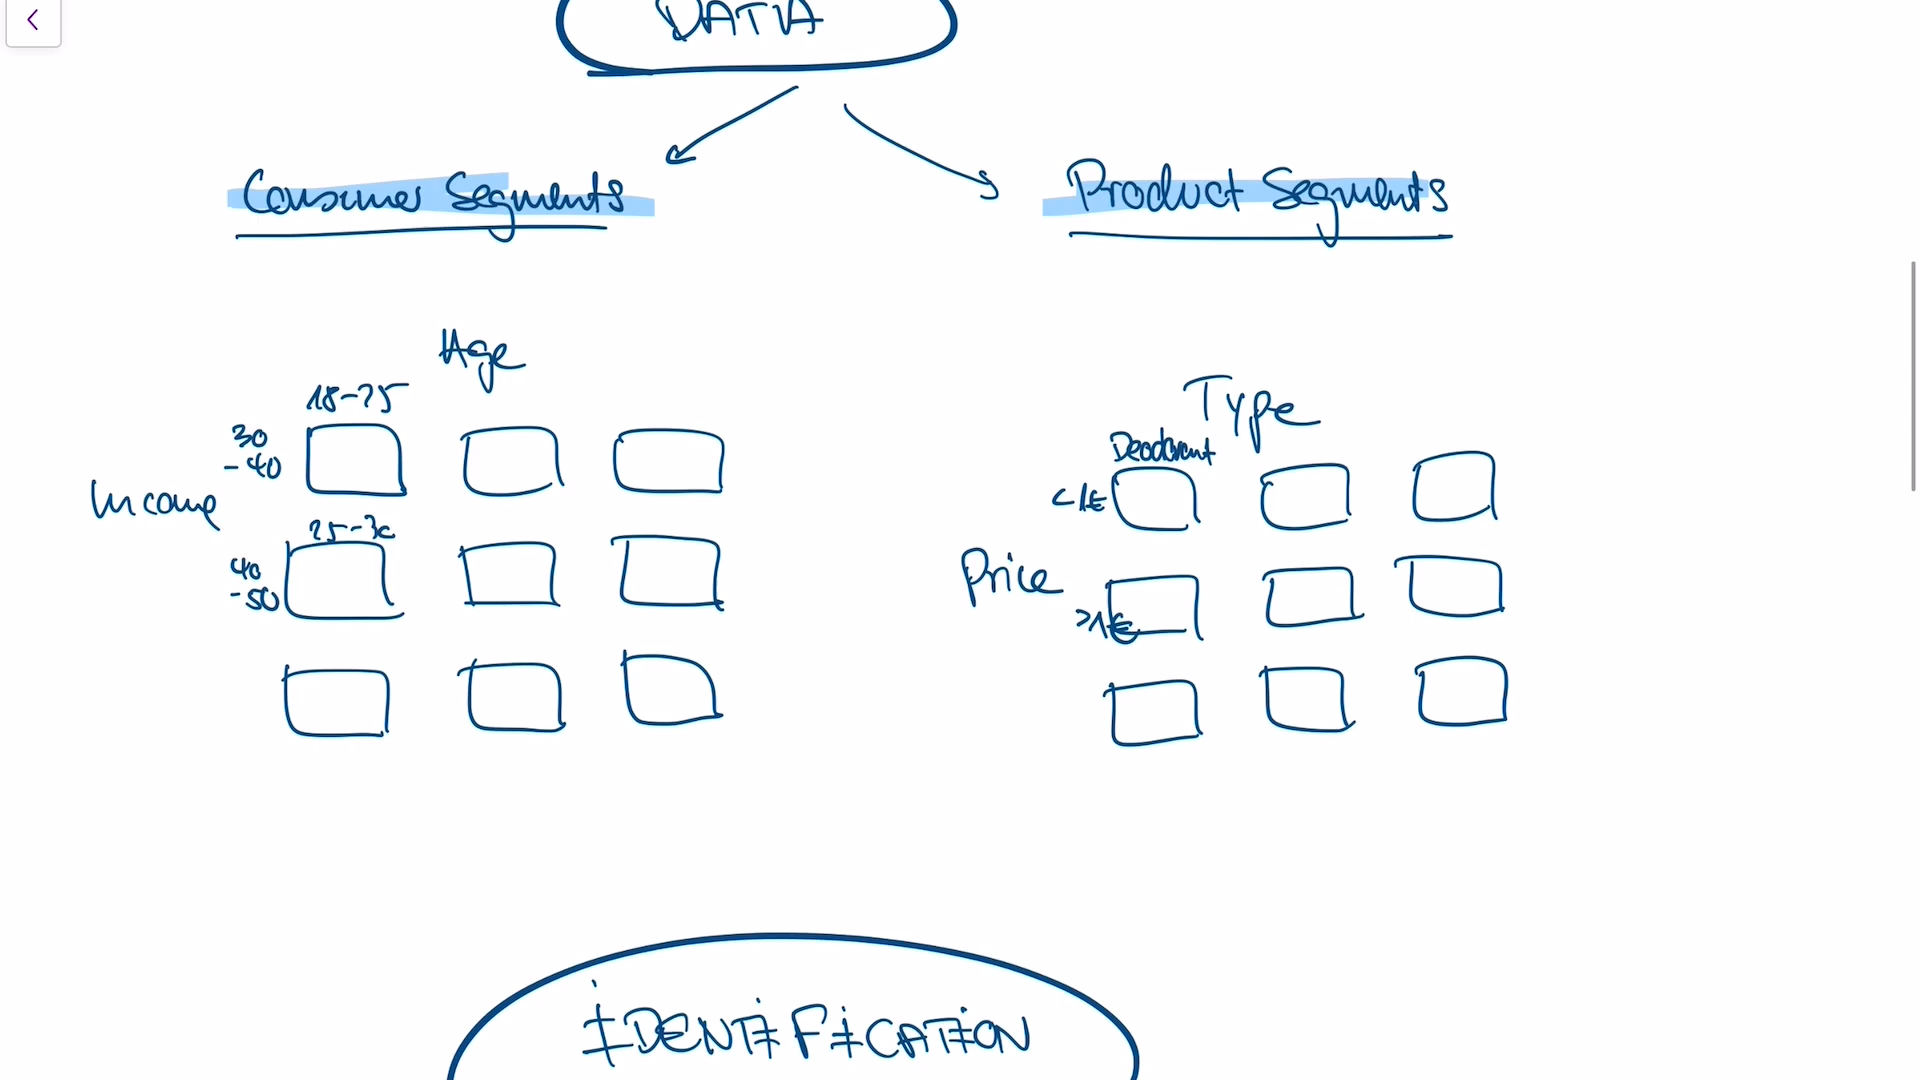 DATA
Consumer Segments
Product Segments
Age
18-25
30
-40
Income
25-30
40
-50
Type
Deodorant
<1€
Price
>1€
IDENTIFICATION